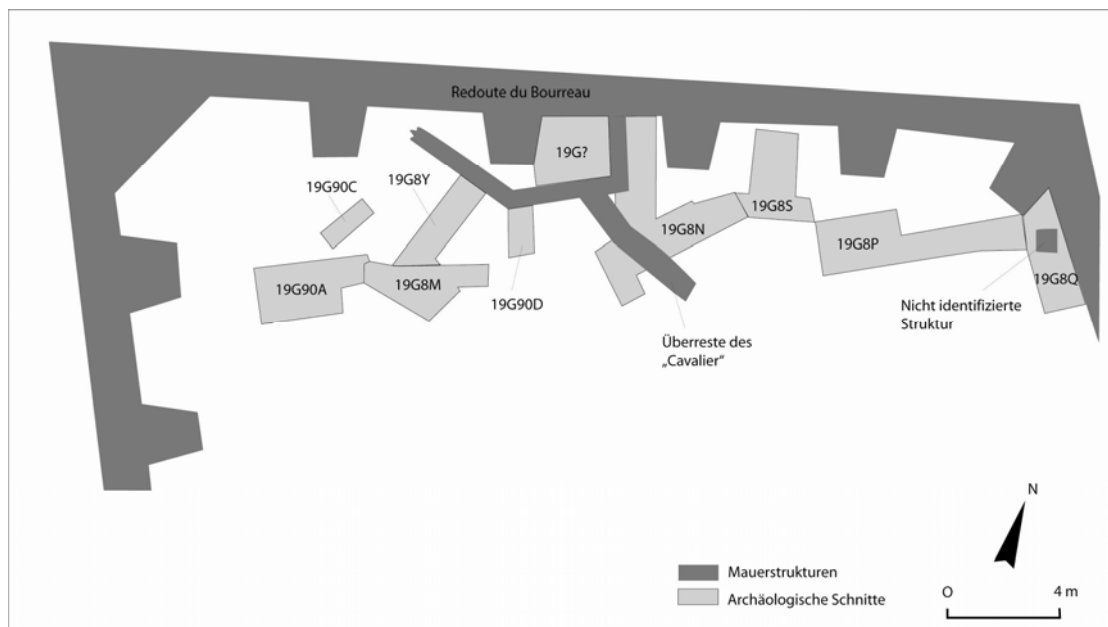 Redoute du Bourreau
19G?
19G90C
19G8Y
19G8S
19G8N
19G8P
19G90A
19G8M
19G90D
19G8Q
Nicht identifizierte
Struktur
Überreste des
„Cavalier“
N
Mauerstrukturen
Archäologische Schnitte
O
4 m